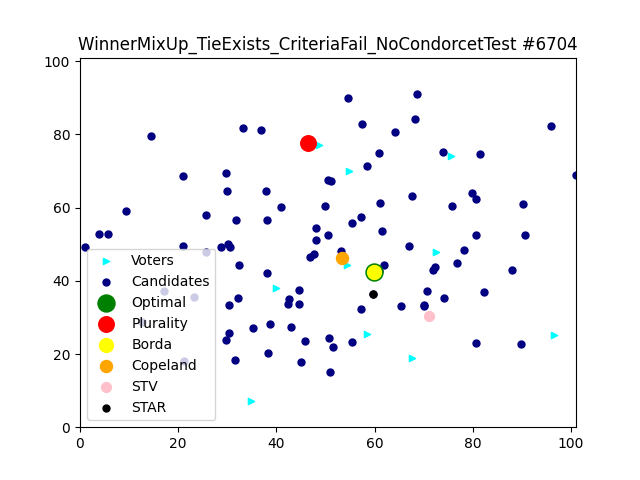 WinnerMixUp_TieExists_CriteriaFail_NoCondorcetTest #6704
100
80
60
40
20
0
Voters
Candidates
Optimal
Plurality
Borda
Copeland
STV
STAR
0 20 40 60 80 100